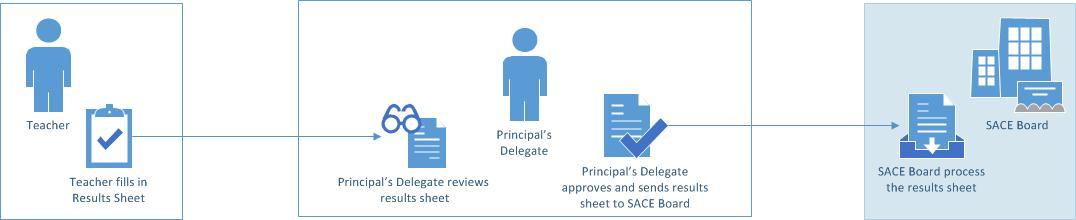 Teacher
Teacher fills in
Results Sheet
Principal's Delegate reviews
results sheet
Principal's
Delegate
Principal's Delegate
approves and sends results
sheet to SACE Board
SACE Board
SACE Board process
the results sheet